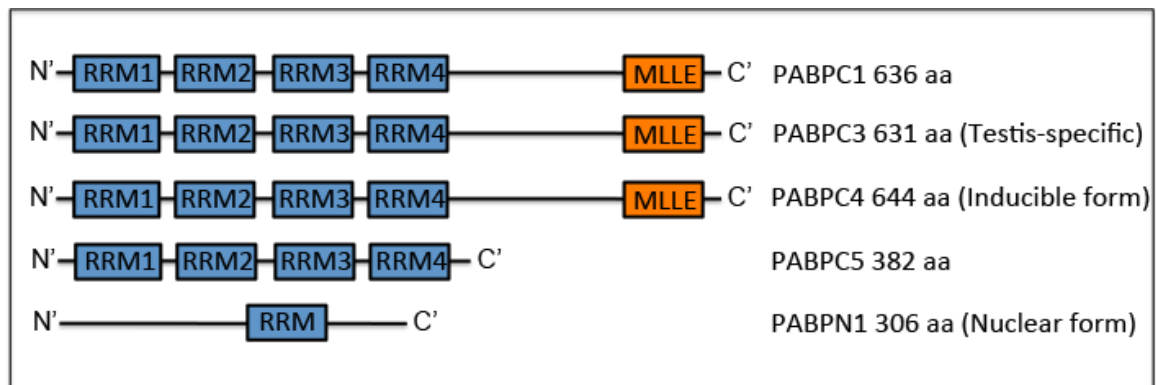 N' RRM1 RRM2 RRM3 RRM4 MLLE C' PABPC1 636 aa
N' RRM1 RRM2 RRM3 RRM4 MLLE C' PABPC3 631 aa (Testis-specific)
N' RRM1 RRM2 RRM3 RRM4 MLLE C' PABPC4 644 aa (Inducible form)
N' RRM1 RRM2 RRM3 RRM4 C' PABPC5 382 aa
N' RRM C' PABPN1 306 aa (Nuclear form)